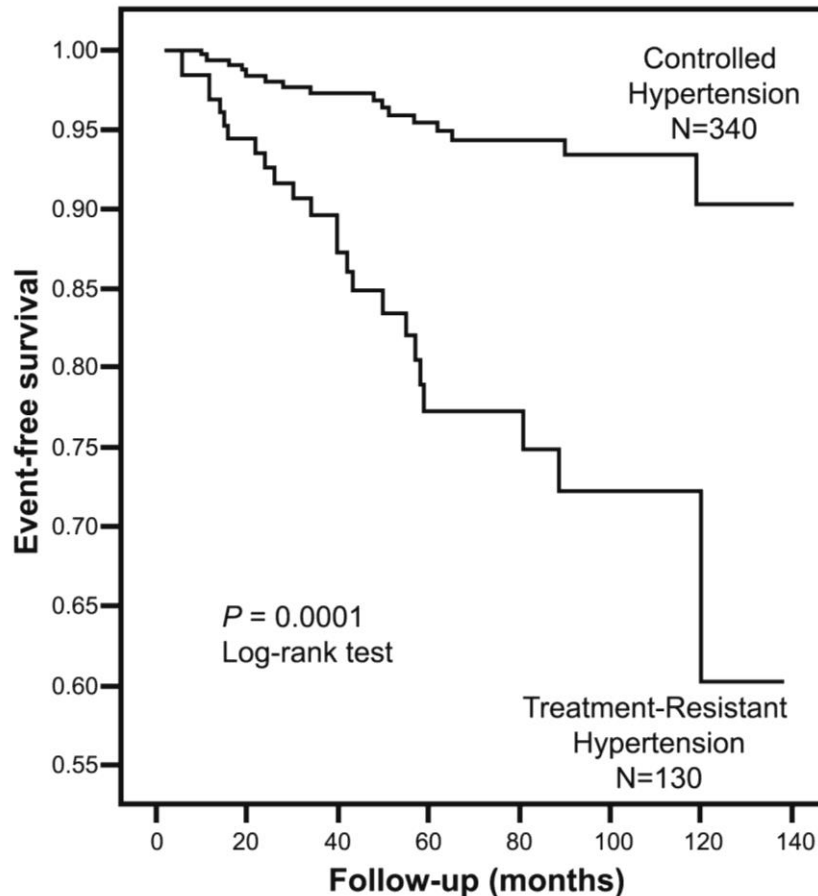 1.00
0.95
0.90
0.85
0.80
0.75
0.70
0.65
0.60
0.55
Event-free survival
Controlled
Hypertension
N=340
P = 0.0001
Log-rank test
Treatment-Resistant
Hypertension
N=130
0 20 40 60 80 100 120 140
Follow-up (months)